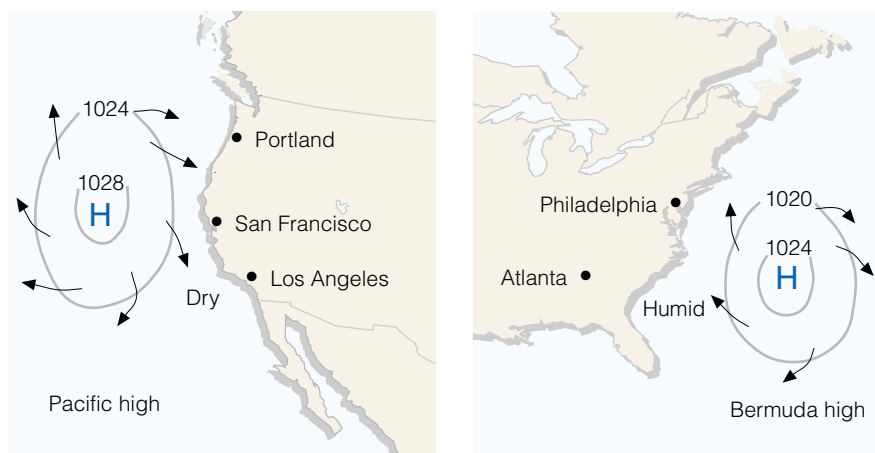 1024
Portland
1028
H
San Francisco
Los Angeles
Dry
Pacific high
Philadelphia
1020
1024
H
Atlanta
Humid
Bermuda high